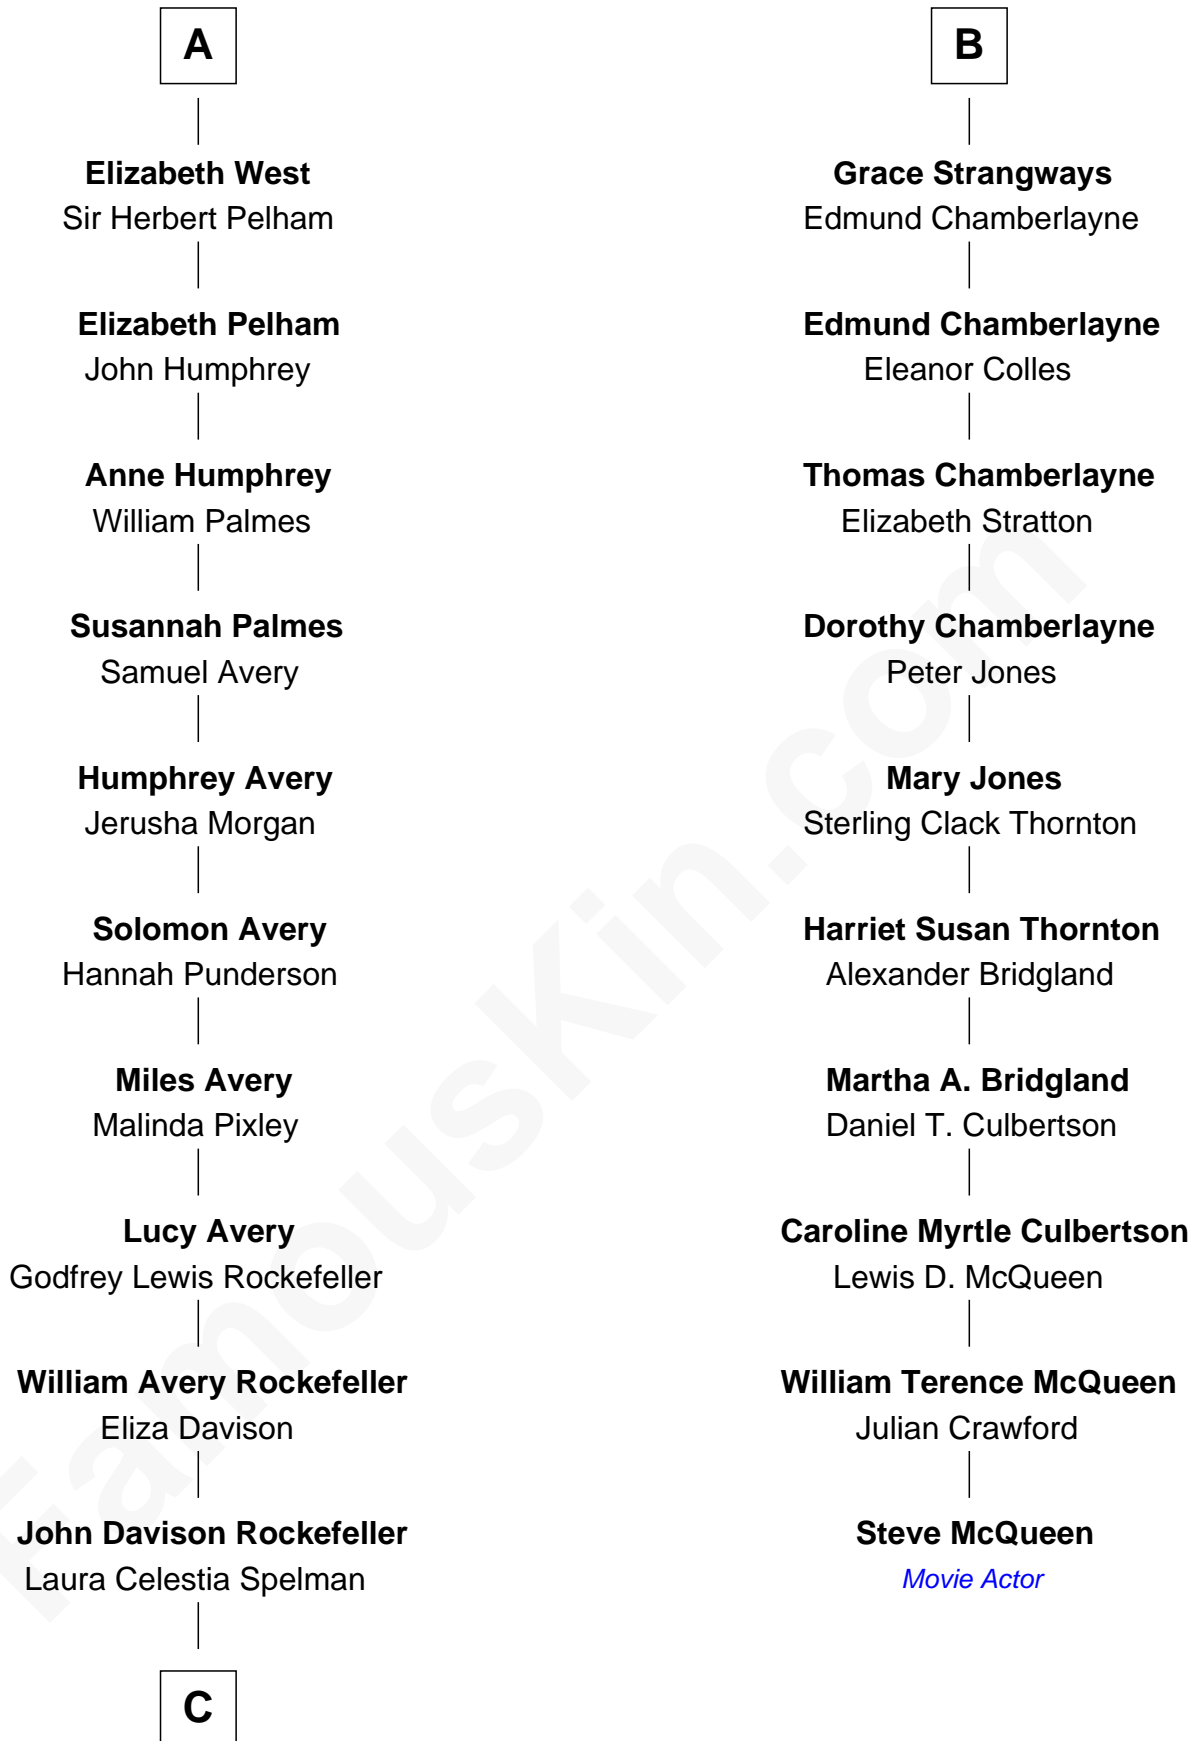 A
Elizabeth West
Sir Herbert Pelham
Elizabeth Pelham
John Humphrey
Anne Humphrey
William Palmes
Susannah Palmes
Samuel Avery
Humphrey Avery
Jerusha Morgan
Solomon Avery
Hannah Punderson
Miles Avery
Malinda Pixley
Lucy Avery
Godfrey Lewis Rockefeller
William Avery Rockefeller
Eliza Davison
John Davison Rockefeller
Laura Celestia Spelman
C
B
Grace Strangways
Edmund Chamberlayne
Edmund Chamberlayne
Eleanor Colles
Thomas Chamberlayne
Elizabeth Stratton
Dorothy Chamberlayne
Peter Jones
Mary Jones
Sterling Clack Thornton
Harriet Susan Thornton
Alexander Bridgland
Martha A. Bridgland
Daniel T. Culbertson
Caroline Myrtle Culbertson
Lewis D. McQueen
William Terence McQueen
Julian Crawford
Steve McQueen
Movie Actor
FamousKin.com